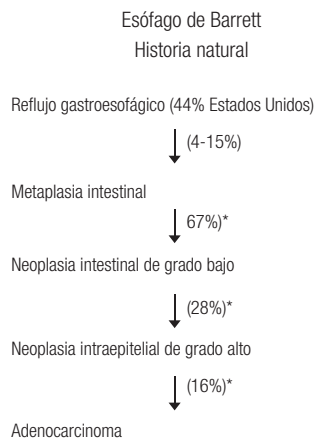 Esófago de Barrett
Historia natural
Reflujo gastroesofágico (44% Estados Unidos)
(4-15%)
Metaplasia intestinal
67%)*
Neoplasia intestinal de grado bajo
(28%)*
Neoplasia intraepitelial de grado alto
(16%)*
Adenocarcinoma